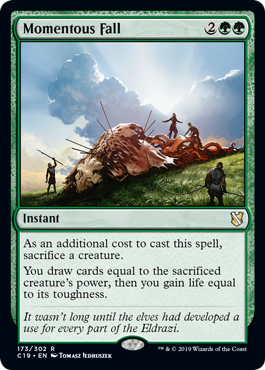 Momentous Fall 2
Instant
As an additional cost to cast this spell,
sacrifice a creature.
You draw cards equal to the sacrificed
creature's power, then you gain life equal
to its toughness.
It wasn't long until the elves had developed a
use for every part of the Eldrazi.
173/302 R
C19 • EN Tomasz Jedruszek
™ & © 2019 Wizards of the Coast